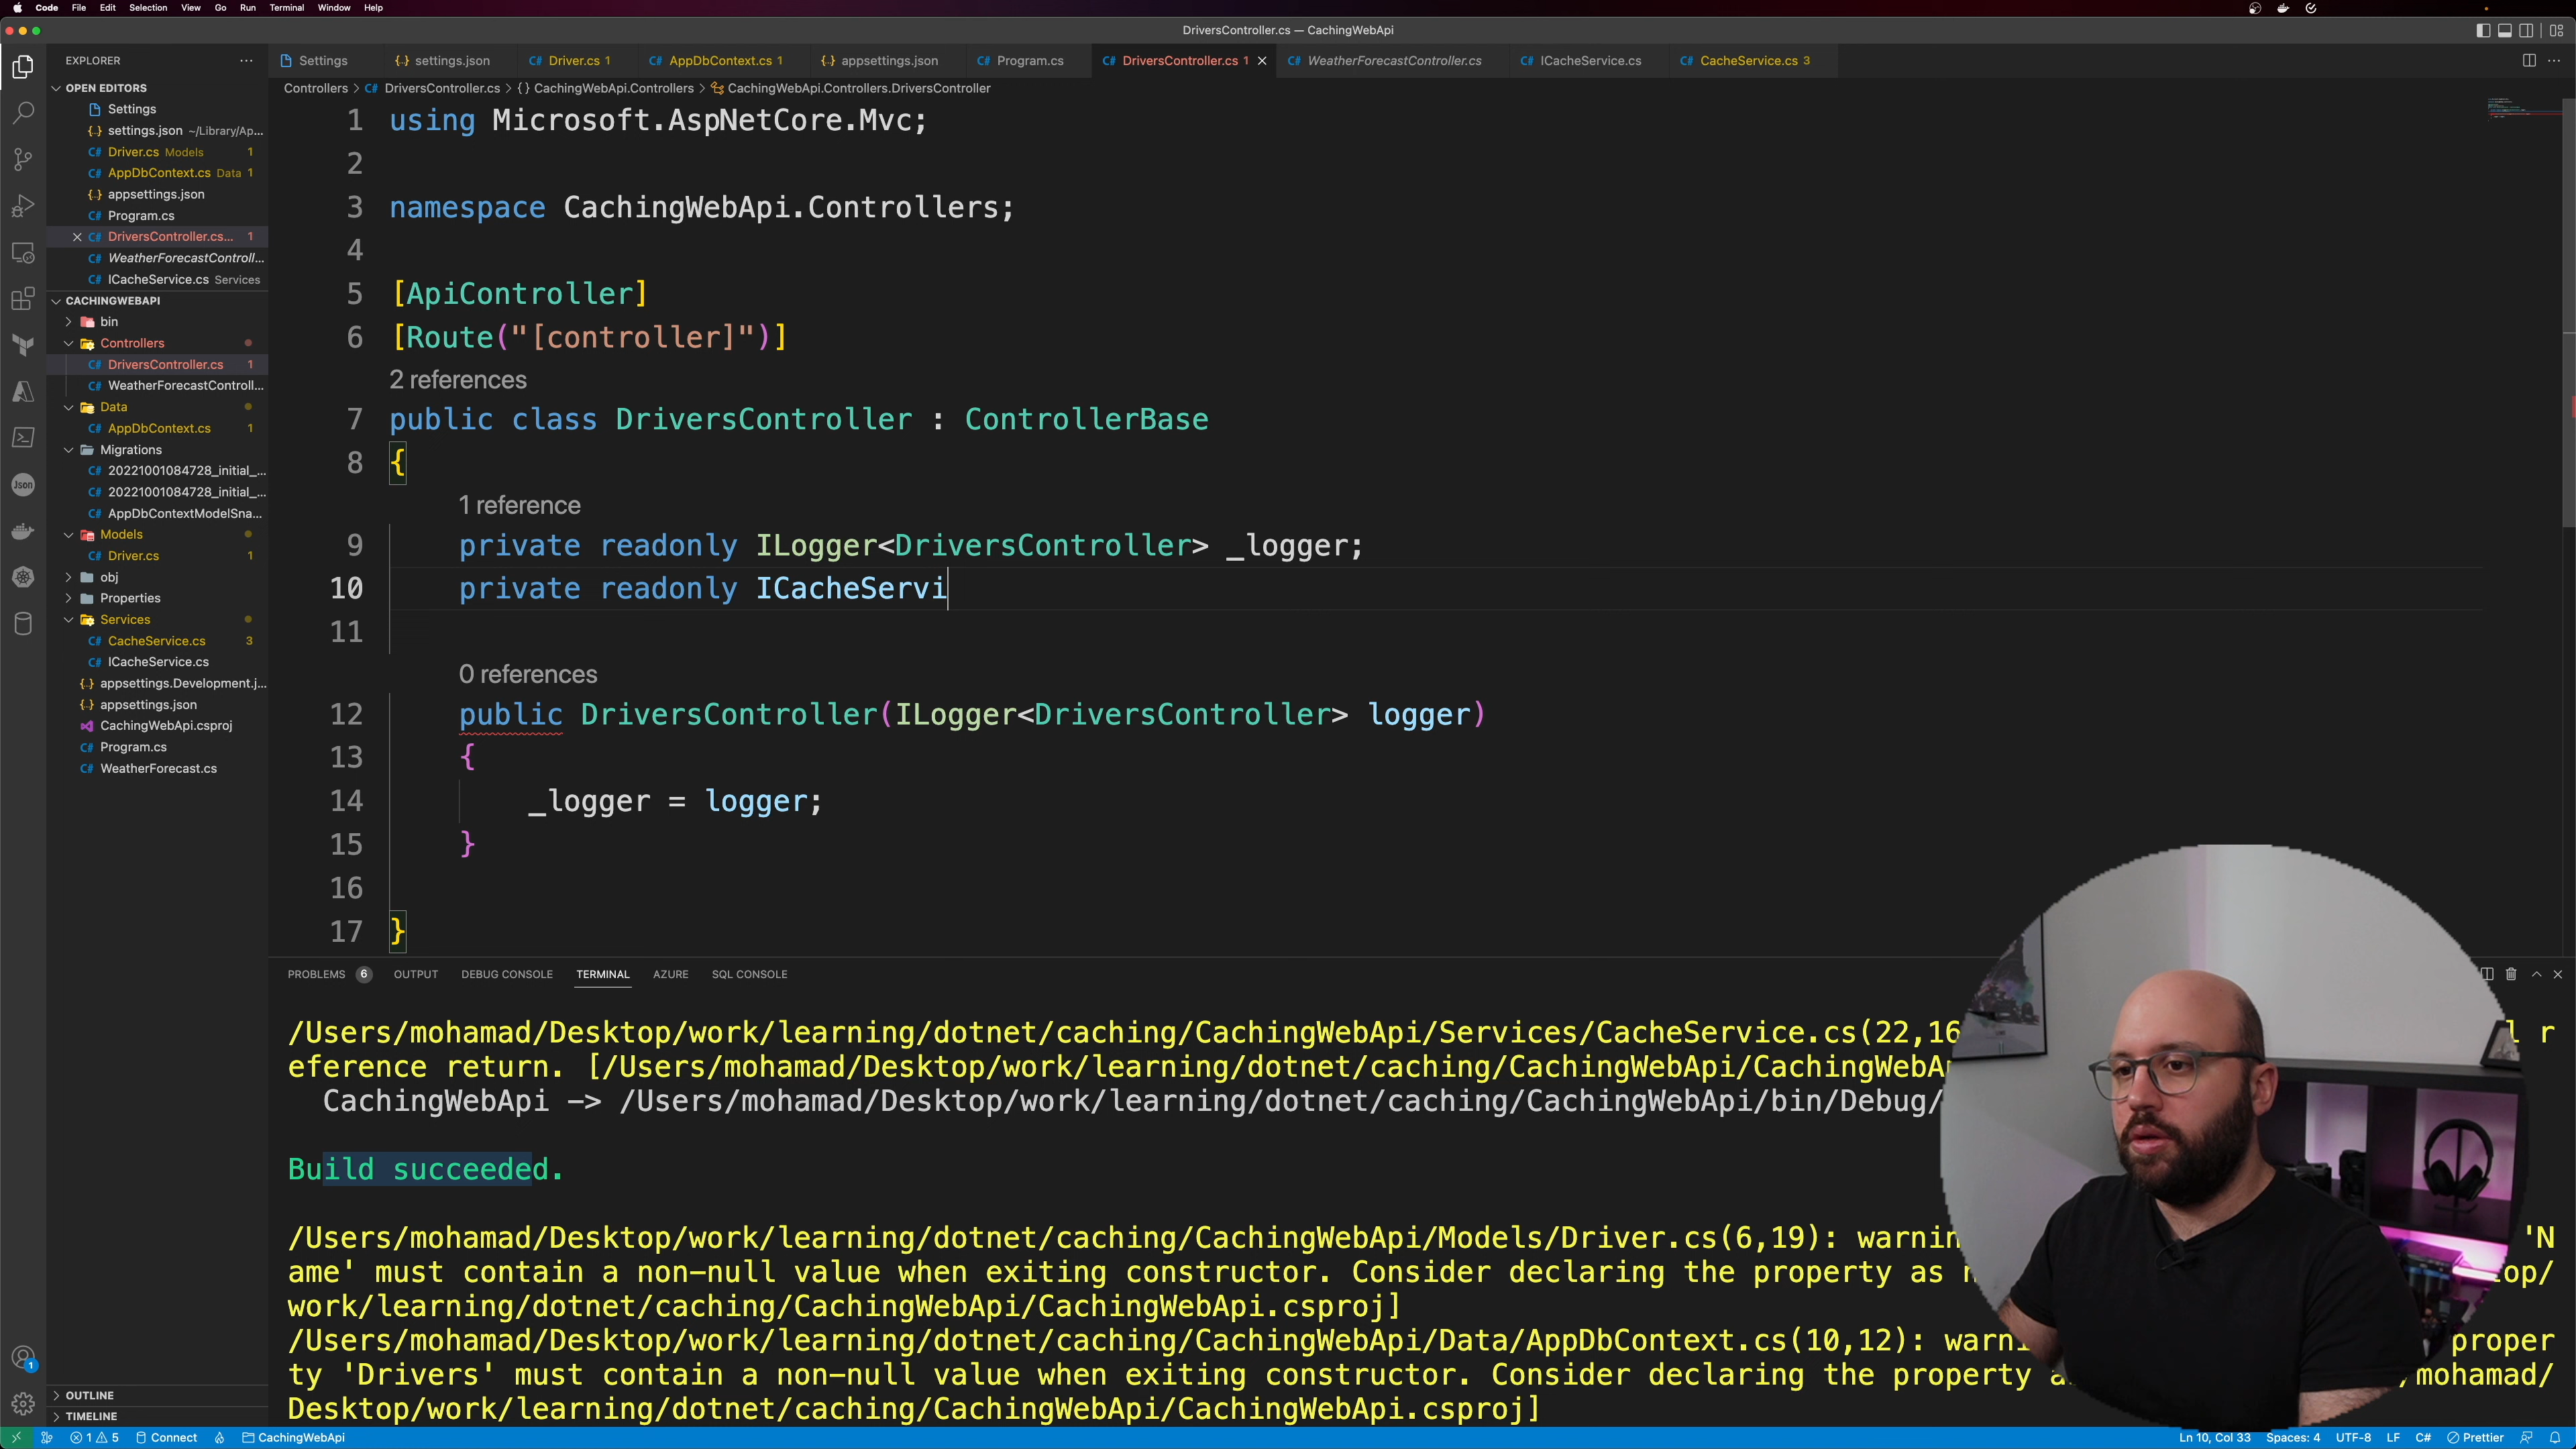 Code File Edit Selection View Go Run Terminal Window Help
DriversController.cs — CachingWebApi
EXPLORER
OPEN EDITORS
Settings
settings.json ~/Library/Ap...
Driver.cs Models 1
AppDbContext.cs Data 1
appsettings.json
Program.cs
DriversController.cs... 1
WeatherForecastControll...
ICacheService.cs Services
CACHINGWEBAPI
bin
Controllers
DriversController.cs 1
WeatherForecastControll...
Data
AppDbContext.cs 1
Migrations
20221001084728_initial_...
20221001084728_initial_...
AppDbContextModelSna...
Models
Driver.cs 1
obj
Properties
Services
CacheService.cs 3
ICacheService.cs
appsettings.Development.j...
appsettings.json
CachingWebApi.csproj
Program.cs
WeatherForecast.cs
OUTLINE
TIMELINE
Settings settings.json Driver.cs 1 AppDbContext.cs 1 appsettings.json Program.cs DriversController.cs 1 WeatherForecastController.cs ICacheService.cs CacheService.cs 3
Controllers > DriversController.cs > {} CachingWebApi.Controllers > CachingWebApi.Controllers.DriversController
1 using Microsoft.AspNetCore.Mvc;
2
3 namespace CachingWebApi.Controllers;
4
5 [ApiController]
6 [Route("[controller]")]
2 references
7 public class DriversController : ControllerBase
8 {
1 reference
9 private readonly ILogger<DriversController> _logger;
10 private readonly ICacheServi
11
0 references
12 public DriversController(ILogger<DriversController> logger)
13 {
14 _logger = logger;
15 }
16
17 }
PROBLEMS 6 OUTPUT DEBUG CONSOLE TERMINAL AZURE SQL CONSOLE
/Users/mohamad/Desktop/work/learning/dotnet/caching/CachingWebApi/Services/CacheService.cs(22,16 l r
eference return. [/Users/mohamad/Desktop/work/learning/dotnet/caching/CachingWebApi/CachingWebAp
CachingWebApi -> /Users/mohamad/Desktop/work/learning/dotnet/caching/CachingWebApi/bin/Debug/
Build succeeded.
/Users/mohamad/Desktop/work/learning/dotnet/caching/CachingWebApi/Models/Driver.cs(6,19): warnin 'N
ame' must contain a non-null value when exiting constructor. Consider declaring the property as n top/
work/learning/dotnet/caching/CachingWebApi/CachingWebApi.csproj]
/Users/mohamad/Desktop/work/learning/dotnet/caching/CachingWebApi/Data/AppDbContext.cs(10,12): warni proper
ty 'Drivers' must contain a non-null value when exiting constructor. Consider declaring the property a /mohamad/
Desktop/work/learning/dotnet/caching/CachingWebApi/CachingWebApi.csproj]
1 5 Connect CachingWebApi Ln 10, Col 33 Spaces: 4 UTF-8 LF C# Prettier